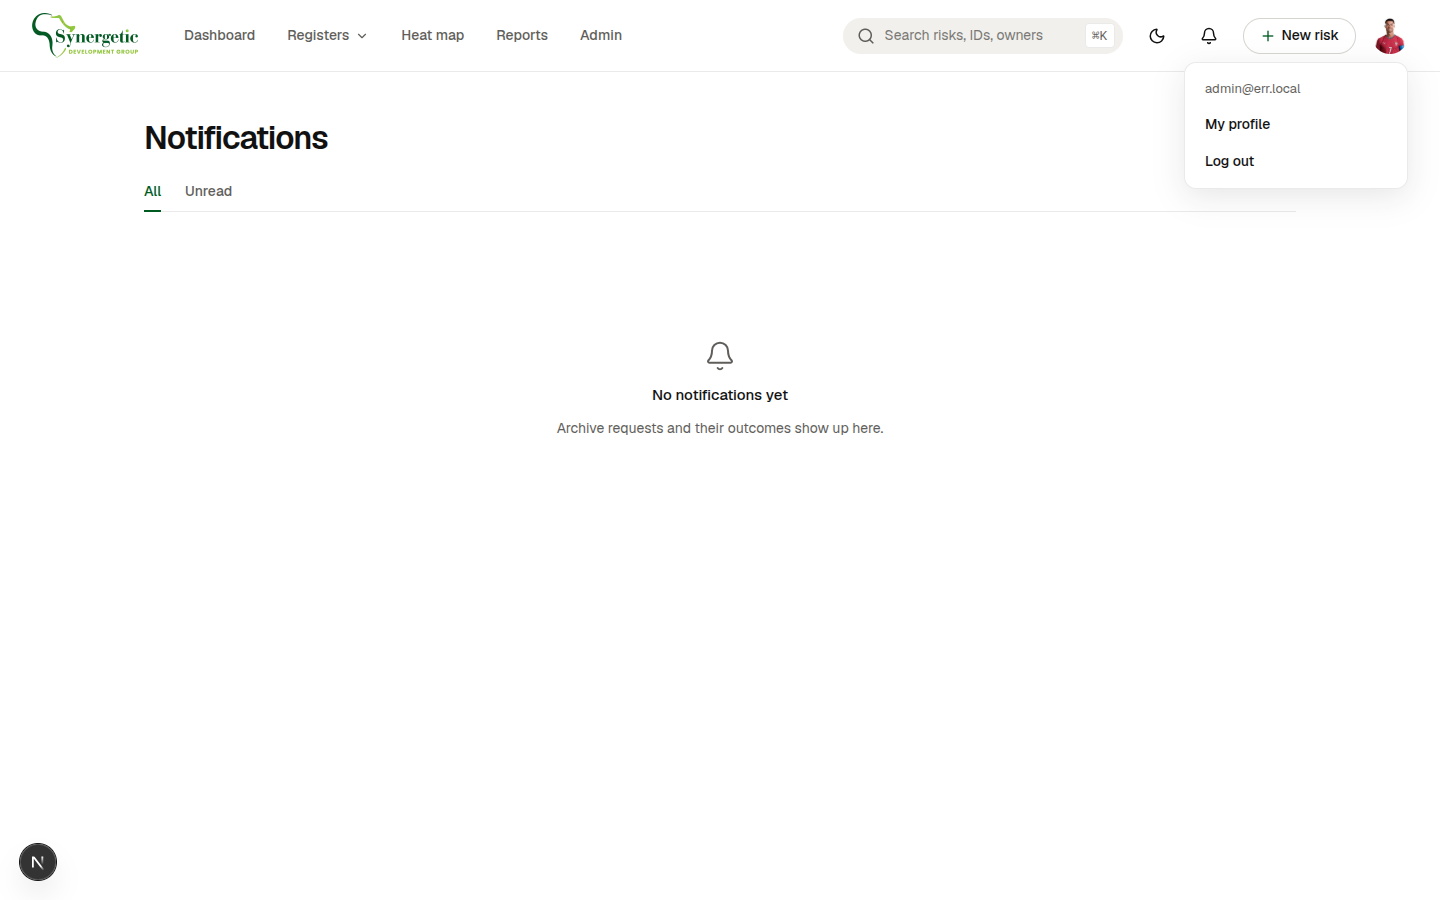 Synergetic
DEVELOPMENT GROUP
Dashboard
Registers
Heat map
Reports
Admin
Search risks, IDs, owners
⌘K
New risk
7
admin@err.local
My profile
Log out
Notifications
All
Unread
No notifications yet
Archive requests and their outcomes show up here.
N